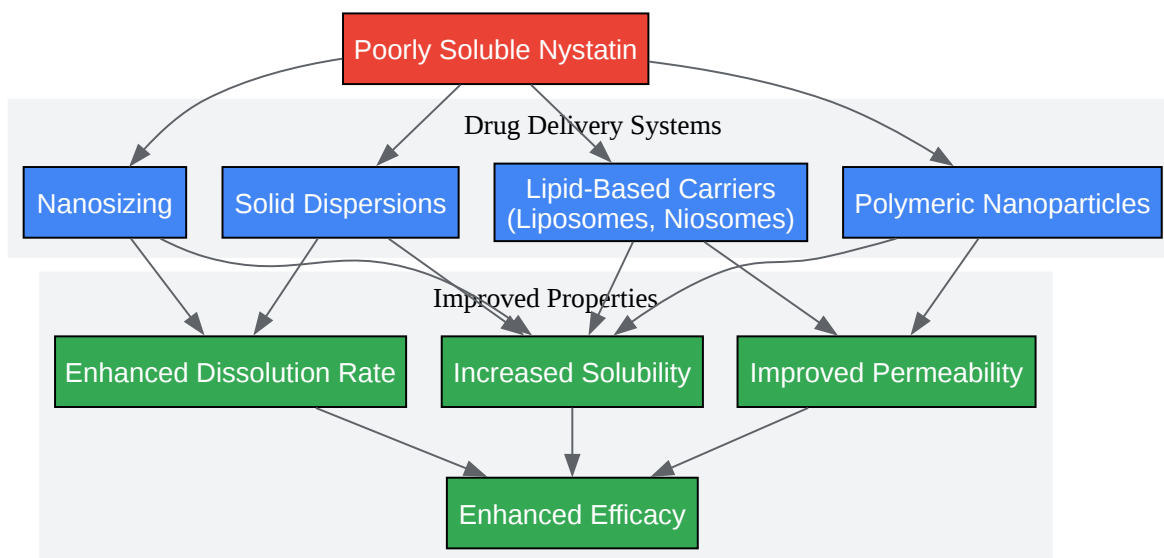 Poorly Soluble Nystatin
Drug Delivery Systems
Nanosizing
Solid Dispersions
Lipid-Based Carriers
(Liposomes, Niosomes)
Polymeric Nanoparticles
Improved Properties
Enhanced Dissolution Rate
Increased Solubility
Improved Permeability
Enhanced Efficacy